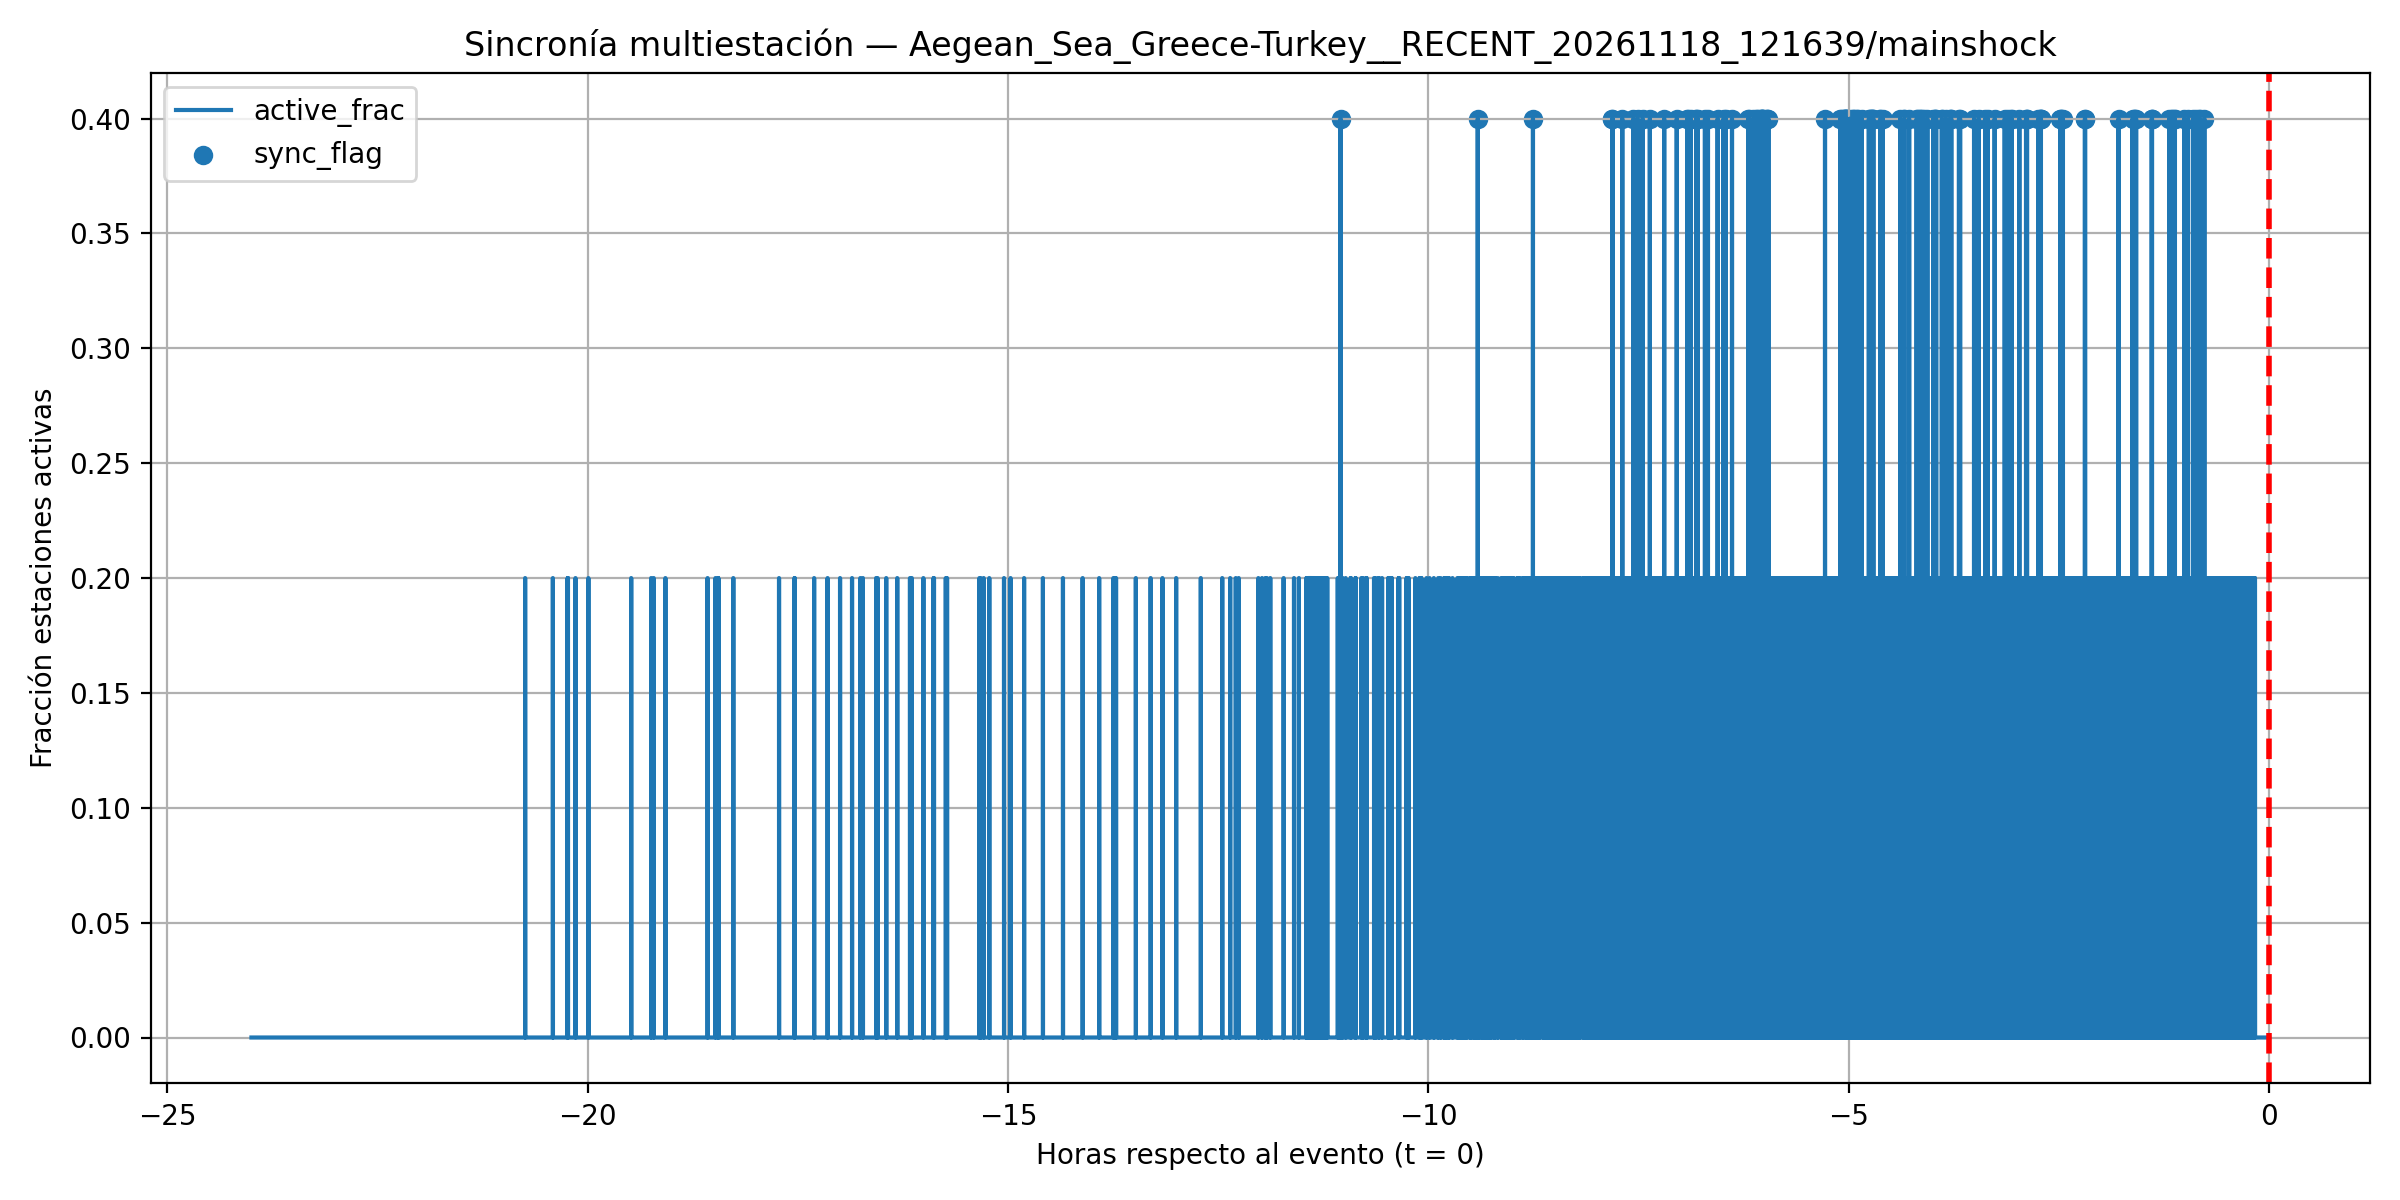 Sincronía multiestación — Aegean_Sea_Greece-Turkey__RECENT_20261118_121639/mainshock
active_frac
sync_flag
Fracción estaciones activas
0.40
0.35
0.30
0.25
0.20
0.15
0.10
0.05
0.00
−25 −20 −15 −10 −5 0
Horas respecto al evento (t = 0)